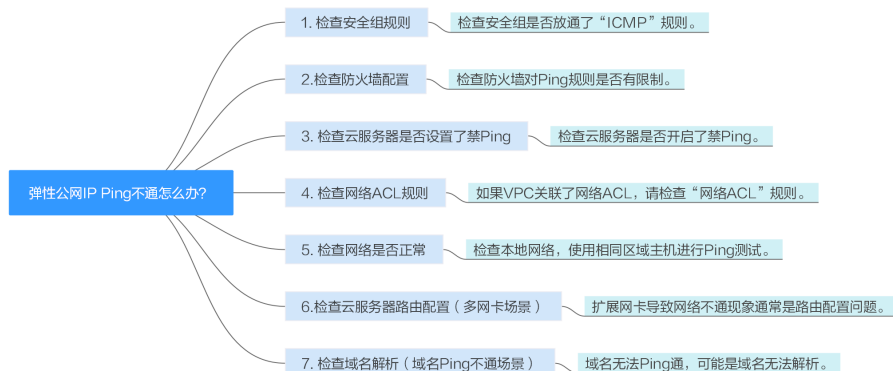 弹性公网IP Ping不通怎么办?
1. 检查安全组规则
检查安全组是否放通了“ICMP”规则。
2.检查防火墙配置
检查防火墙对Ping规则是否有限制。
3. 检查云服务器是否设置了禁Ping
检查云服务器是否开启了禁Ping。
4. 检查网络ACL规则
如果VPC关联了网络ACL，请检查“网络ACL”规则。
5. 检查网络是否正常
检查本地网络，使用相同区域主机进行Ping测试。
6.检查云服务器路由配置（多网卡场景）
扩展网卡导致网络不通现象通常是路由配置问题。
7. 检查域名解析（域名Ping不通场景）
域名无法Ping通，可能是域名无法解析。